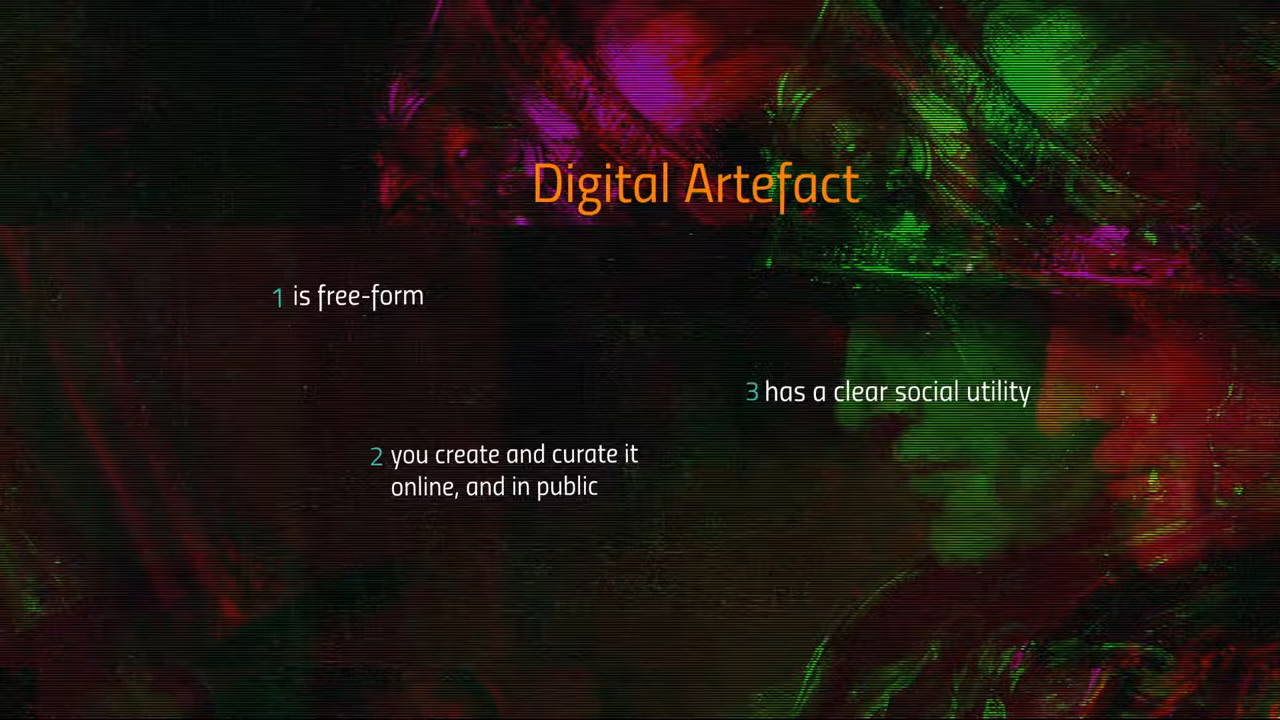 Digital Artefact
1 is free-form
2 you create and curate it
online, and in public
3 has a clear social utility